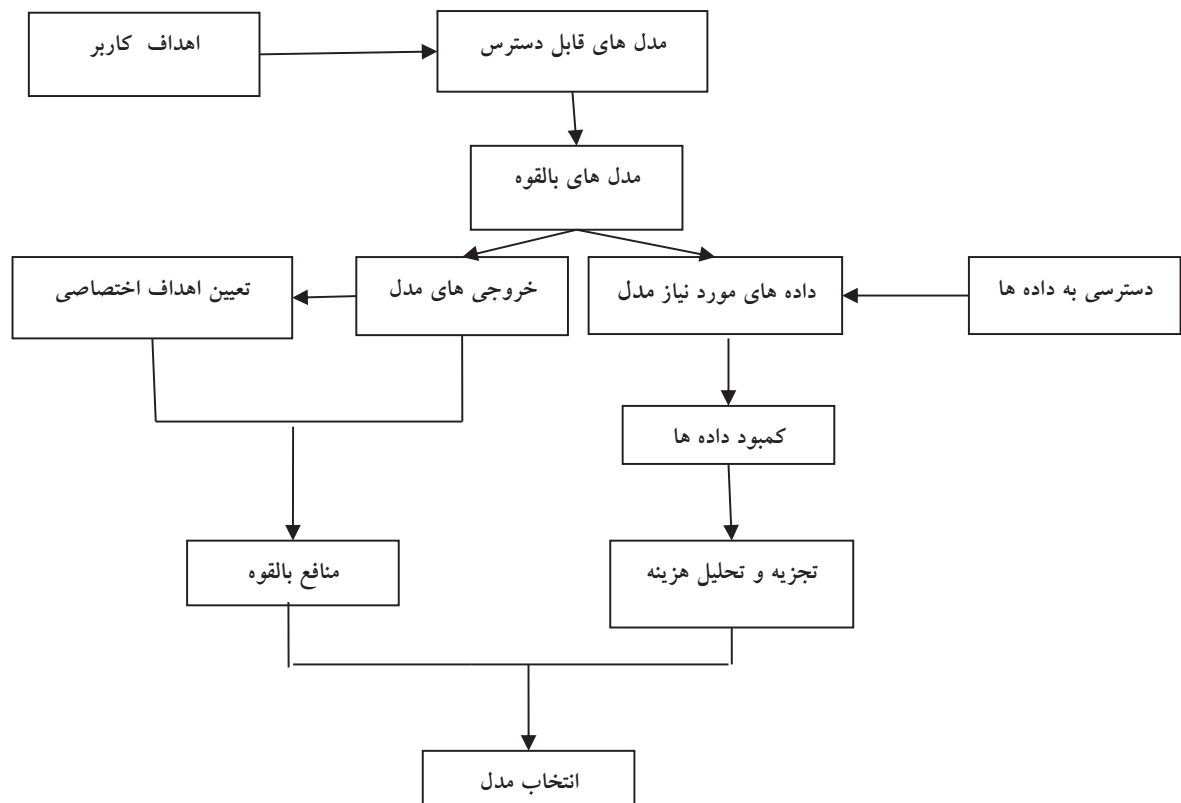 اهداف کاربر
مدل های قابل دسترس
مدل های بالقوه
تعیین اهداف اختصاصی
خروجی های مدل
داده های مورد نیاز مدل
دسترسی به داده ها
کمبود داده ها
منافع بالقوه
تجزیه و تحلیل هزینه
انتخاب مدل